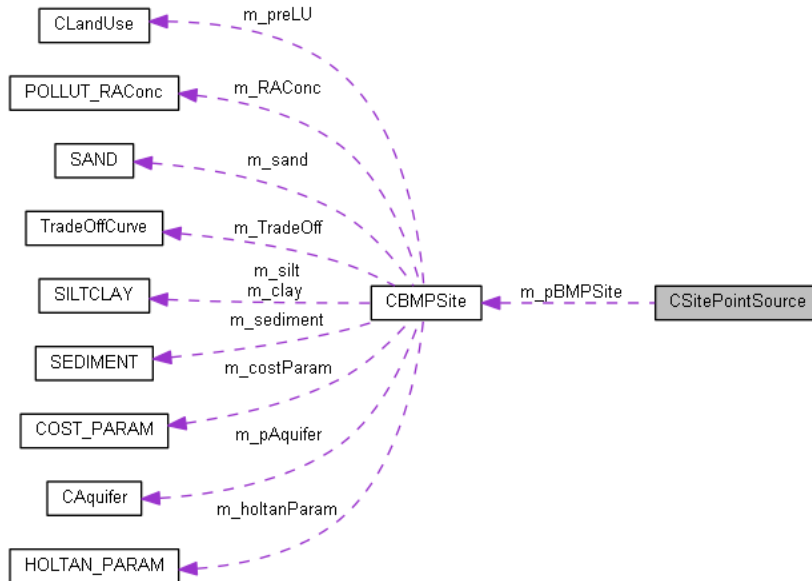 CLandUse
m_preLU
POLLUT_RAConc
m_RAConc
SAND
m_sand
TradeOffCurve
m_TradeOff
SILTCLAY
m_silt
m_clay
CBMPSite
m_pBMPSite
CSitePointSource
SEDIMENT
m_sediment
COST_PARAM
m_costParam
CAquifer
m_pAquifer
HOLTAN_PARAM
m_holtanParam